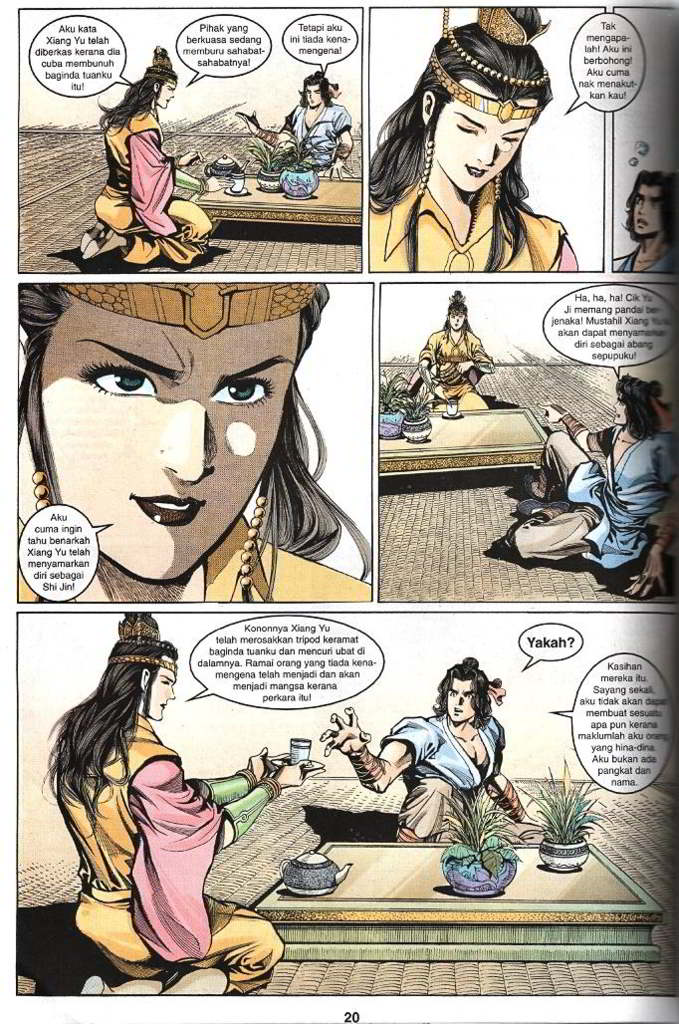 Aku kata
Xiang Yu telah
diberkas kerana dia
cuba membunuh
baginda tuanku
itu!
Pihak yang
berkuasa sedang
memburu sahabat-
sahabatnya!
Tetapi aku
ini tiada kena-
mengena!
Tak
mengapa-
lah! Aku ini
berbohong!
Aku cuma
nak menakut-
kan kau!
Aku
cuma ingin
tahu benarkah
Xiang Yu telah
menyamarkan
diri sebagai
Shi Jin!
Ha, ha, ha! Cik Yu
Ji memang pandai ber-
jenaka! Mustahil Xiang Yu
akan dapat menyamar
diri sebagai abang
sepupuku!
Kononnya Xiang Yu
telah merosakkan tripod keramat
baginda tuanku dan mencuri ubat di
dalamnya. Ramai orang yang tiada kena-
mengena telah menjadi dan akan
menjadi mangsa kerana
perkara itu!
Yakah?
Kasihan
mereka itu.
Sayang sekali,
aku tidak akan dapat
membuat sesuatu
apa pun kerana
maklumlah aku orang
yang hina-dina.
Aku bukan ada
pangkat dan
nama.
20